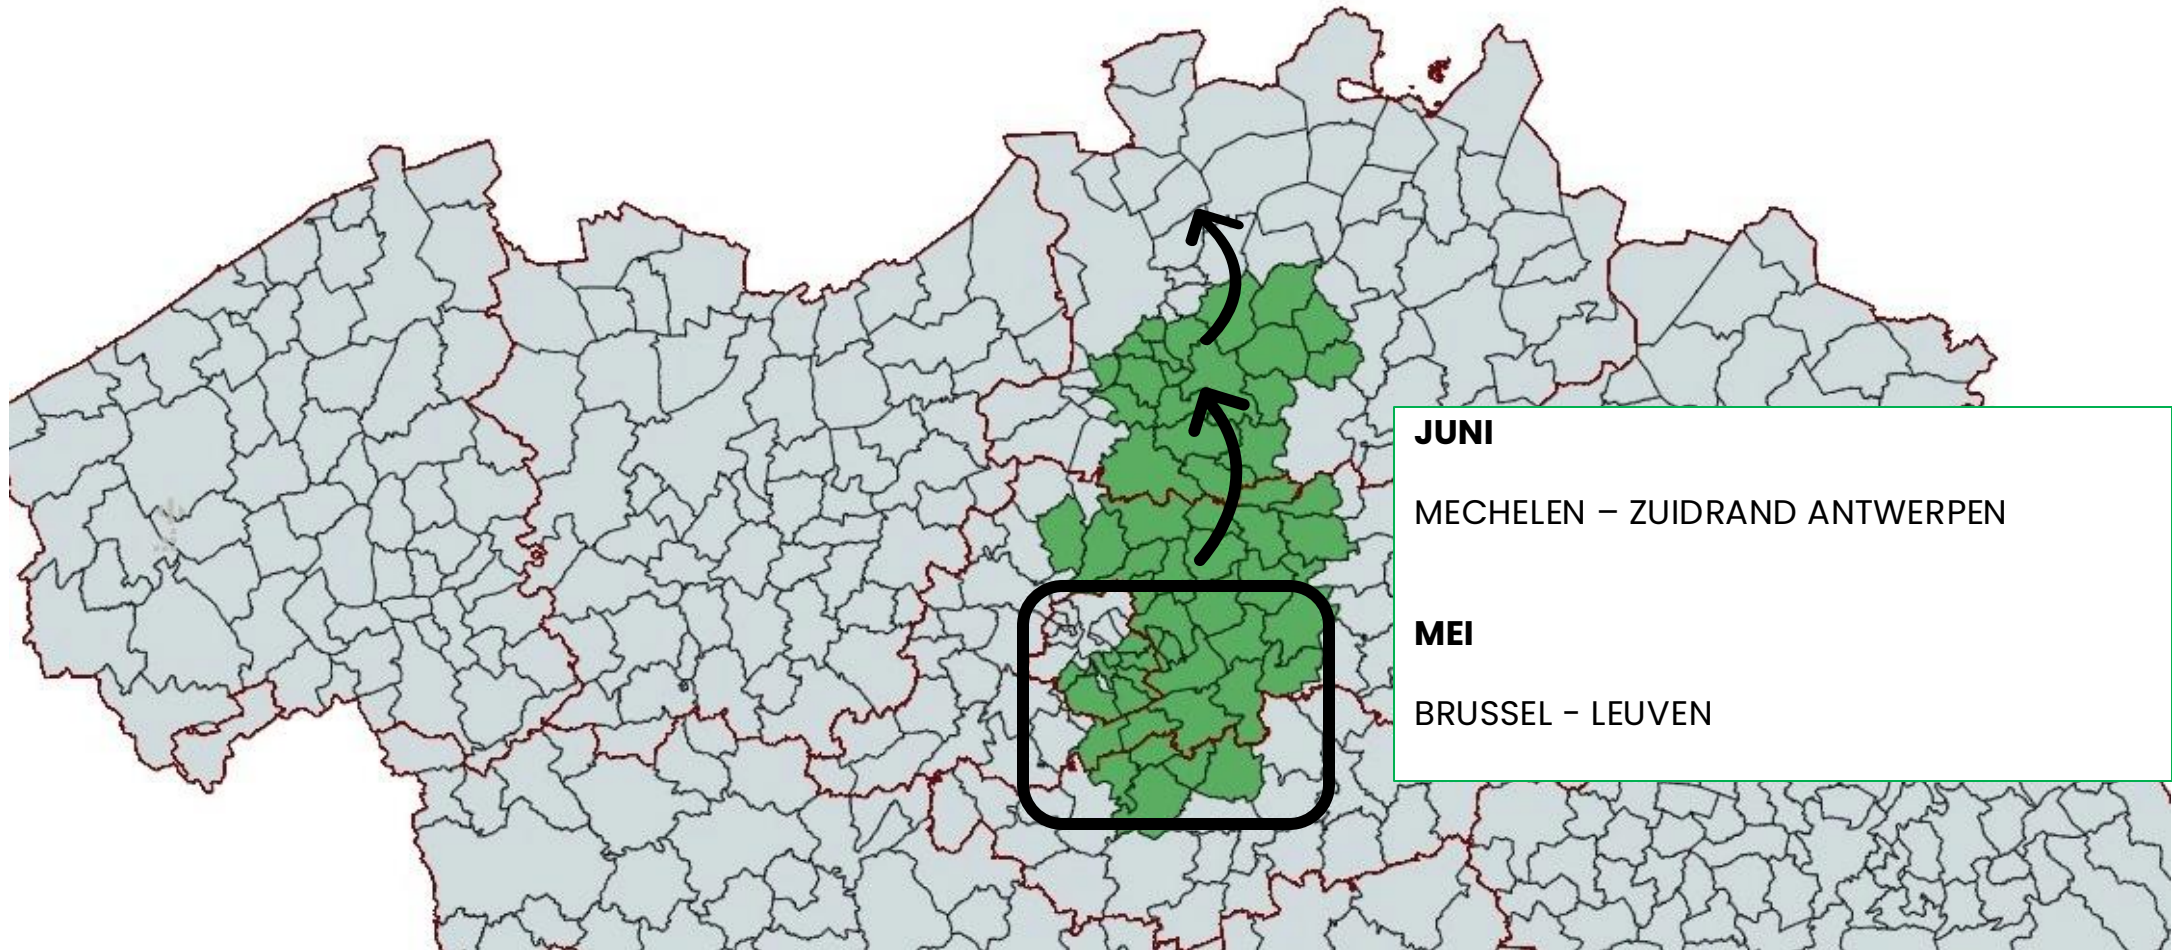 JUNI
MECHELEN – ZUIDRAND ANTWERPEN
MEI
BRUSSEL - LEUVEN